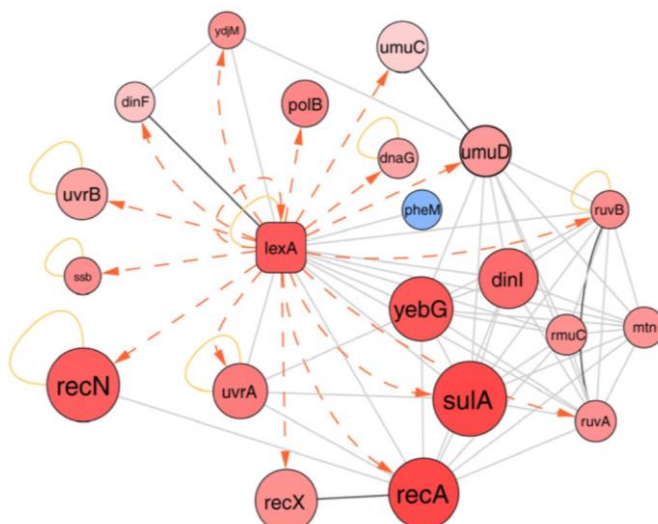 ydjM
umuC
dinF
polB
dnaG
umuD
uvrB
pheM
ruvB
lexA
ssb
dinI
yebG
rmuC
mtn
recN
uvrA
sulA
ruvA
recX
recA